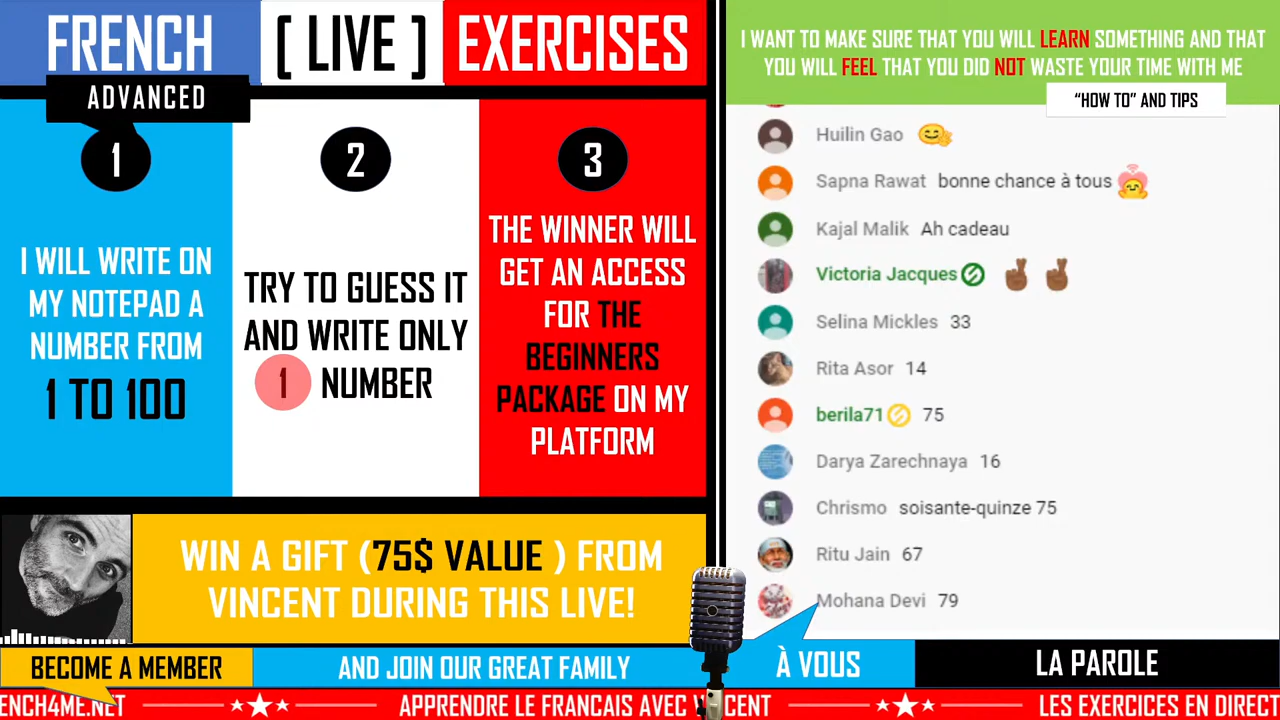 FRENCH
[ LIVE ]
EXERCISES
ADVANCED
1
I WILL WRITE ON
MY NOTEPAD A
NUMBER FROM
1 TO 100
2
TRY TO GUESS IT
AND WRITE ONLY
1 NUMBER
3
THE WINNER WILL
GET AN ACCESS
FOR THE
BEGINNERS
PACKAGE ON MY
PLATFORM
WIN A GIFT (75$ VALUE ) FROM
VINCENT DURING THIS LIVE!
BECOME A MEMBER
AND JOIN OUR GREAT FAMILY
I WANT TO MAKE SURE THAT YOU WILL LEARN SOMETHING AND THAT
YOU WILL FEEL THAT YOU DID NOT WASTE YOUR TIME WITH ME
“HOW TO” AND TIPS
Huilin Gao
Sapna Rawat bonne chance à tous
Kajal Malik Ah cadeau
Victoria Jacques
Selina Mickles 33
Rita Asor 14
berila71 75
Darya Zarechnaya 16
Chrismo soisante-quinze 75
Ritu Jain 67
Mohana Devi 79
À VOUS
LA PAROLE
ENCH4ME.NET APPRENDRE LE FRANCAIS AVEC V CENT LES EXERCICES EN DIRECT